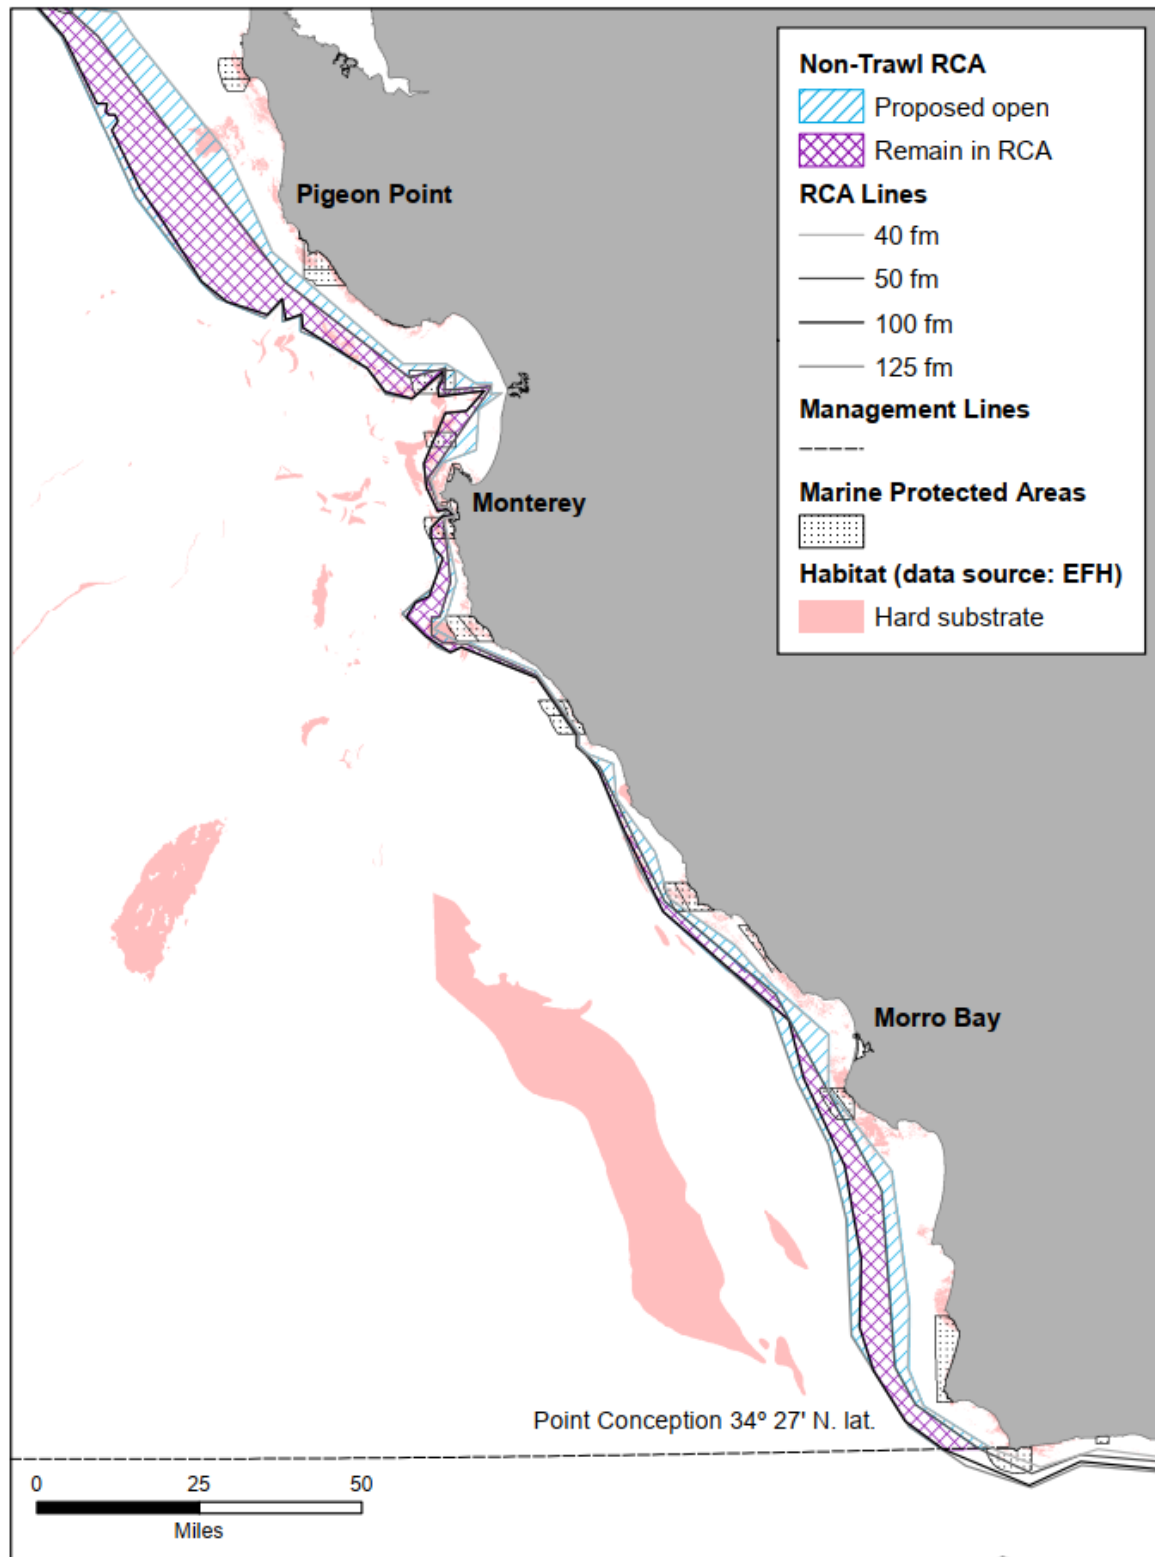 Non-Trawl RCA
Proposed open
Remain in RCA
RCA Lines
40 fm
50 fm
100 fm
125 fm
Management Lines
Marine Protected Areas
Habitat (data source: EFH)
Hard substrate
Pigeon Point
Monterey
Morro Bay
Point Conception 34º 27' N. lat.
0 25 50
Miles